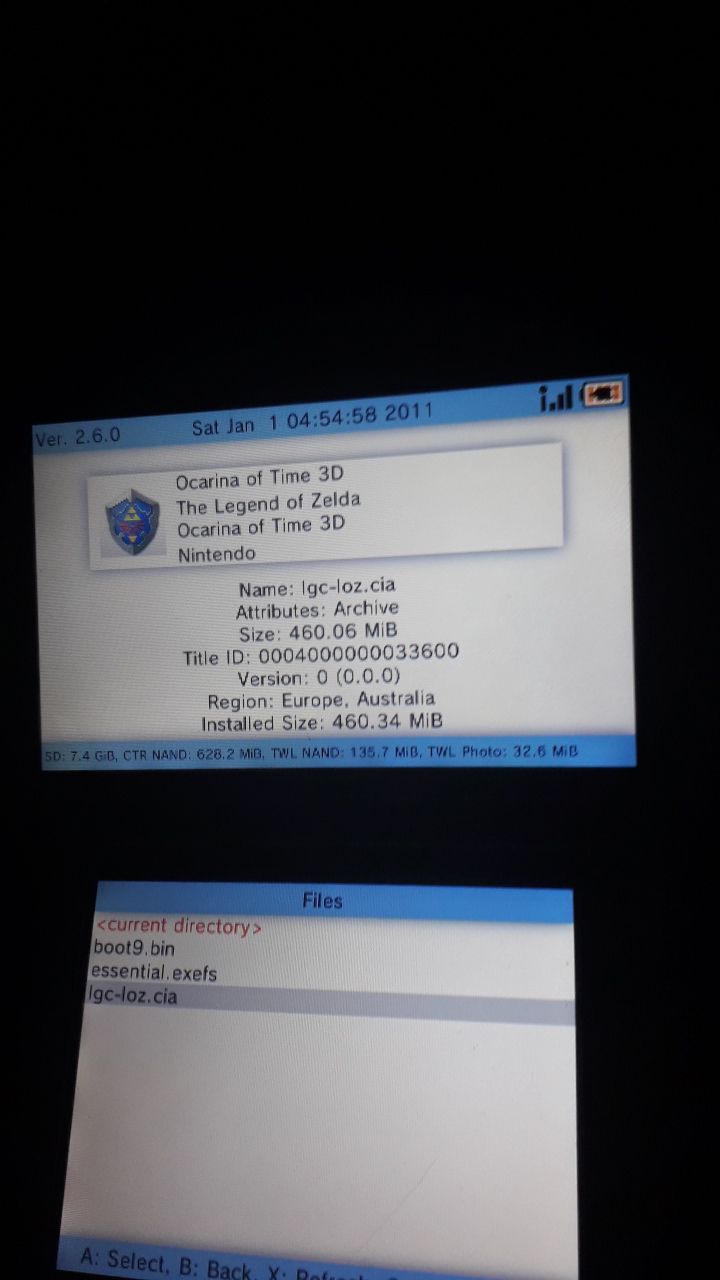 Ver. 2.6.0
Sat Jan 1 04:54:58 2011
Ocarina of Time 3D
The Legend of Zelda
Ocarina of Time 3D
Nintendo
Name: lgc-loz.cia
Attributes: Archive
Size: 460.06 MiB
Title ID: 0004000000033600
Version: 0 (0.0.0)
Region: Europe, Australia
Installed Size: 460.34 MiB
SD: 7.4 GiB, CTR NAND: 628.2 MiB, TWL NAND: 135.7 MiB, TWL Photo: 32.6 MiB
Files
<current directory>
boot9.bin
essential.exefs
lgc-loz.cia
A: Select, B: Back, X: